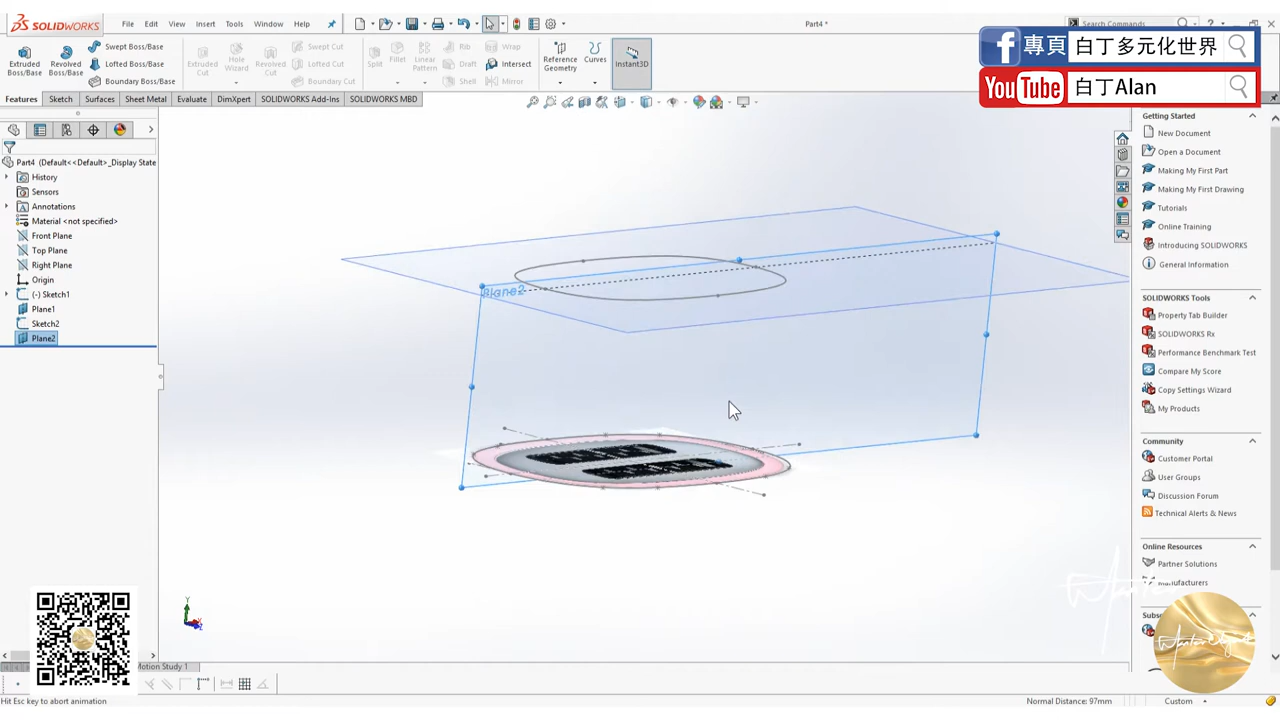 SOLIDWORKS
File Edit View Insert Tools Window Help
Part4 *
Search Commands
專頁 白丁多元化世界
YouTube 白丁Alan
Extruded Boss/Base
Revolved Boss/Base
Swept Boss/Base
Lofted Boss/Base
Boundary Boss/Base
Extruded Cut
Hole Wizard
Revolved Cut
Swept Cut
Lofted Cut
Boundary Cut
Split
Fillet
Linear Pattern
Rib
Draft
Shell
Wrap
Intersect
Mirror
Reference Geometry
Curves
Instant3D
Features Sketch Surfaces Sheet Metal Evaluate DimXpert SOLIDWORKS Add-Ins SOLIDWORKS MBD
Part4 (Default<<Default>_Display State
History
Sensors
Annotations
Material <not specified>
Front Plane
Top Plane
Right Plane
Origin
(-) Sketch1
Plane1
Sketch2
Plane2
Plane2
Getting Started
New Document
Open a Document
Making My First Part
Making My First Drawing
Tutorials
Online Training
Introducing SOLIDWORKS
General Information
SOLIDWORKS Tools
Property Tab Builder
SOLIDWORKS Rx
Performance Benchmark Test
Compare My Score
Copy Settings Wizard
My Products
Community
Customer Portal
User Groups
Discussion Forum
Technical Alerts & News
Online Resources
Partner Solutions
Manufacturers
Motion Study 1
Hit Esc key to abort animation
Normal Distance: 97mm
Custom